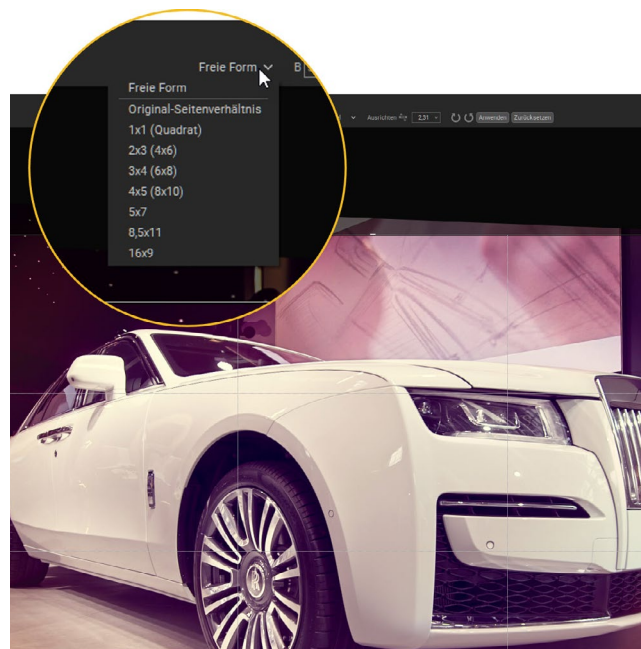 Freie Form B
Freie Form
Original-Seitenverhältnis
1x1 (Quadrat)
2x3 (4x6)
3x4 (6x8)
4x5 (8x10)
5x7
8,5x11
16x9
Ausrichten 2,31 Anwenden Zurücksetzen